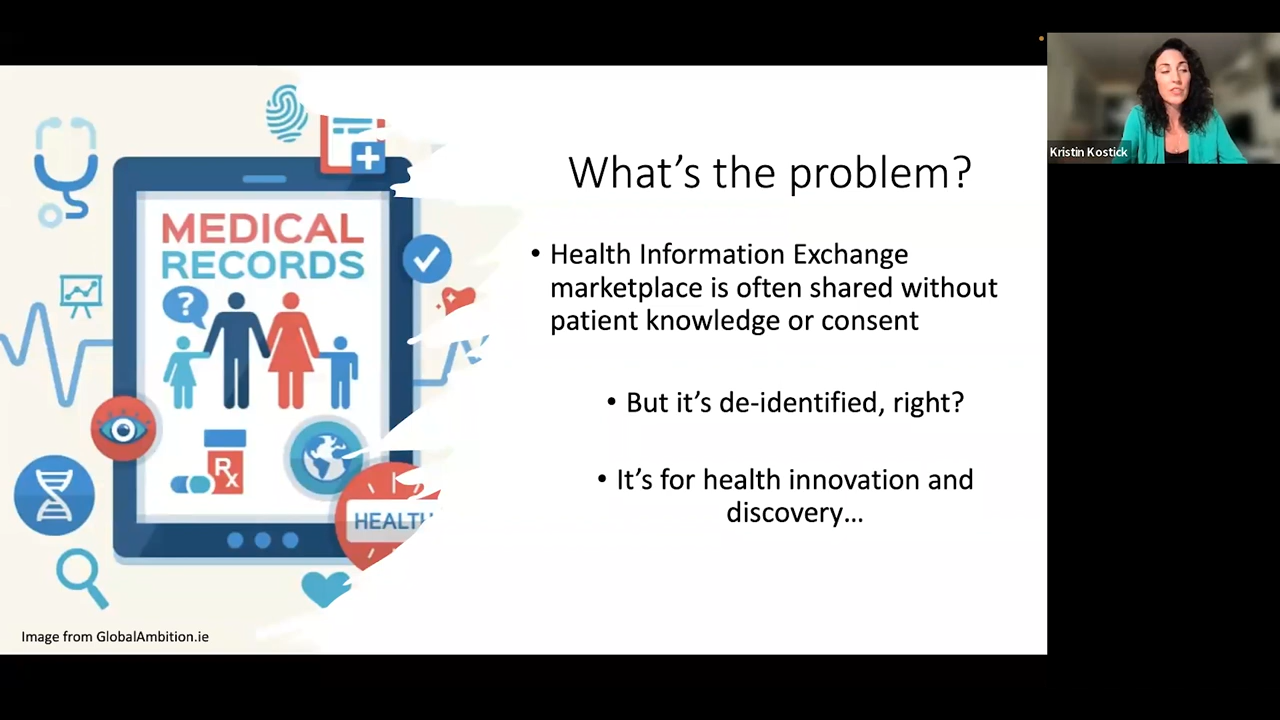 Kristin Kostick
What's the problem?
• Health Information Exchange
marketplace is often shared without
patient knowledge or consent
• But it's de-identified, right?
• It's for health innovation and
discovery...
MEDICAL
RECORDS
?
Rx
HEALTH
Image from GlobalAmbition.ie